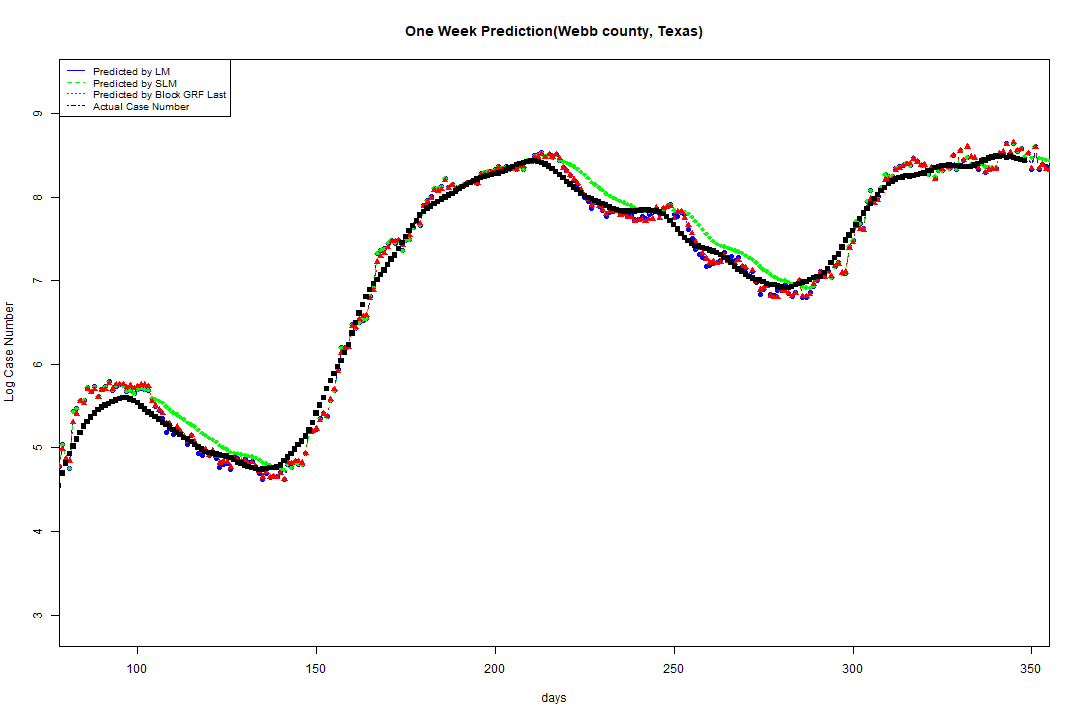 One Week Prediction(Webb county, Texas)
Predicted by LM
Predicted by SLM
Predicted by Block GRF Last
Actual Case Number
Log Case Number
9
8
7
6
5
4
3
100 150 200 250 300 350
days